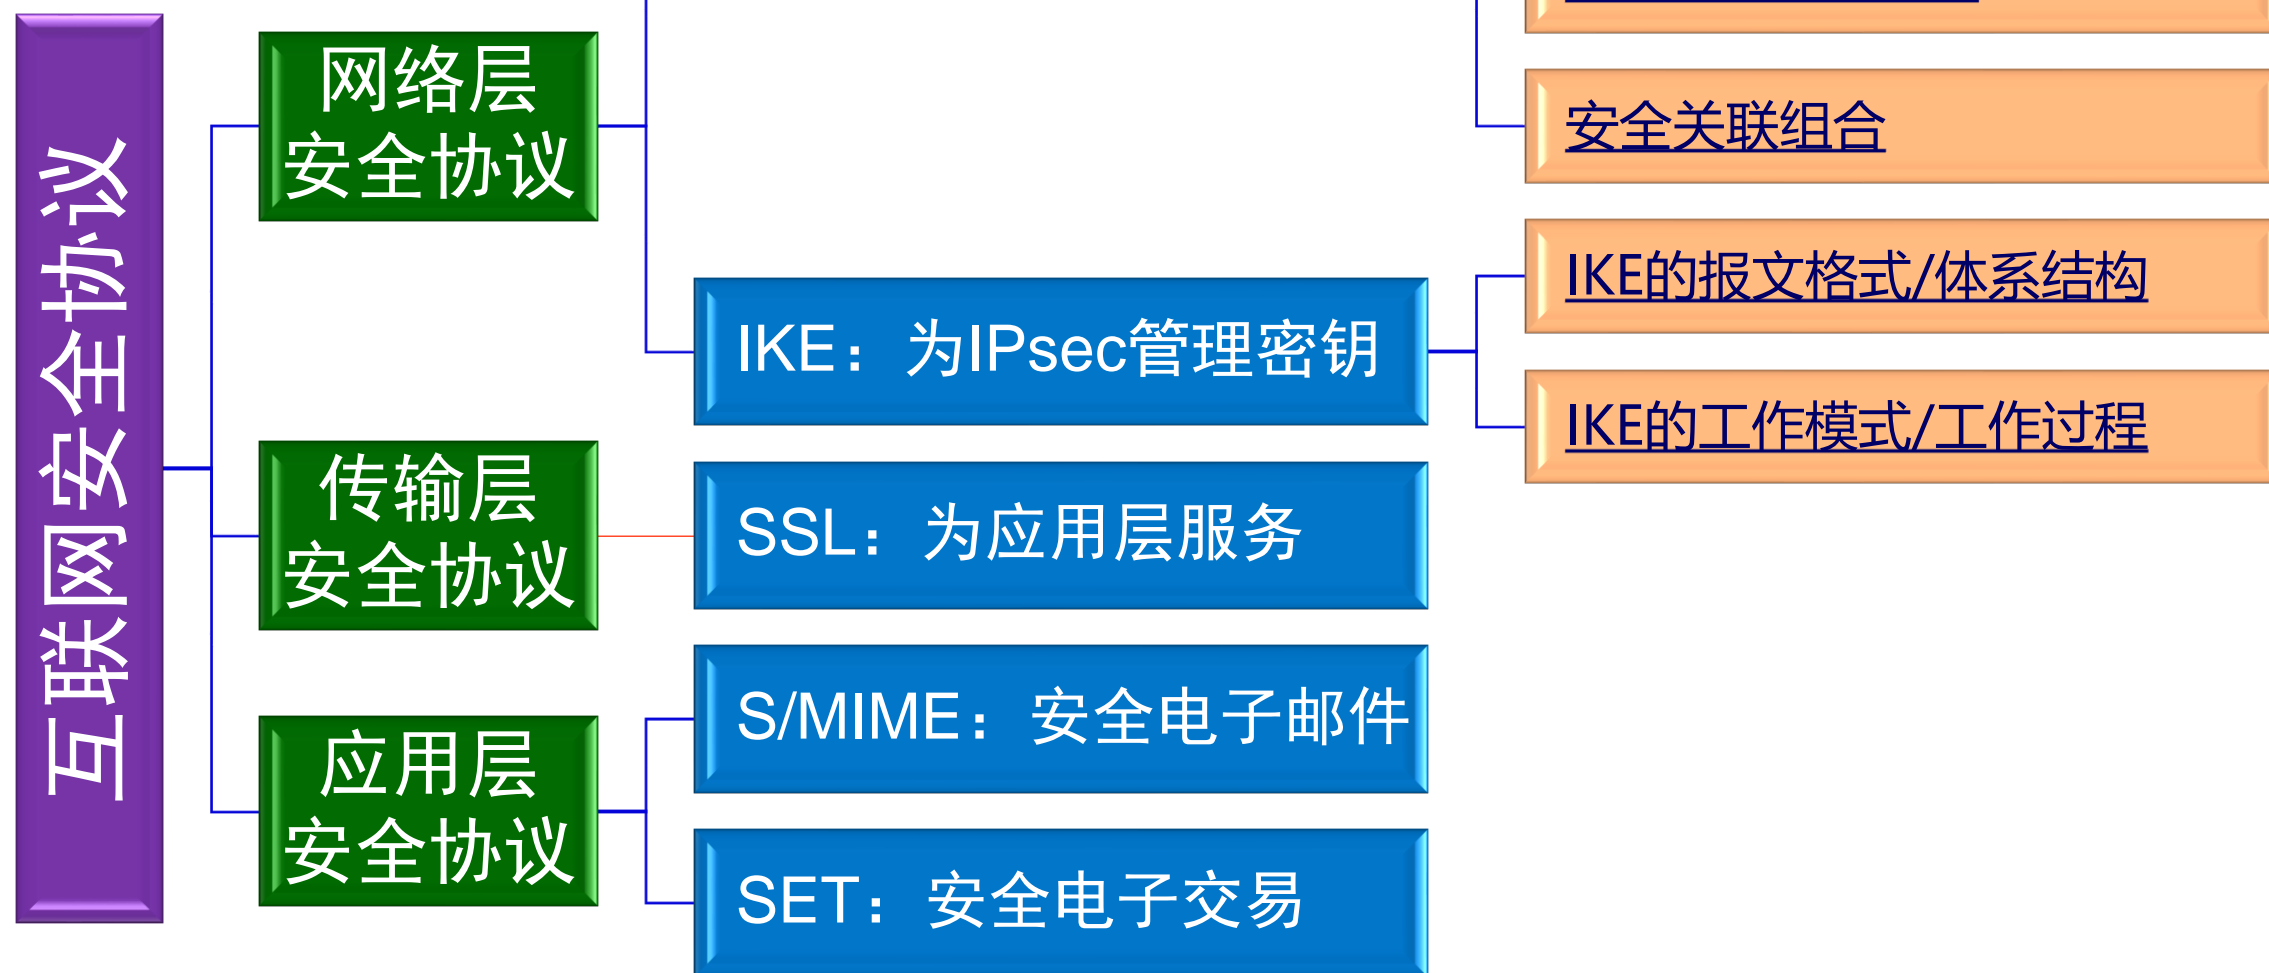 互联网安全协议
网络层
安全协议
安全关联组合
IKE的报文格式/体系结构
IKE：为IPsec管理密钥
IKE的工作模式/工作过程
传输层
安全协议
SSL：为应用层服务
应用层
安全协议
S/MIME：安全电子邮件
SET：安全电子交易